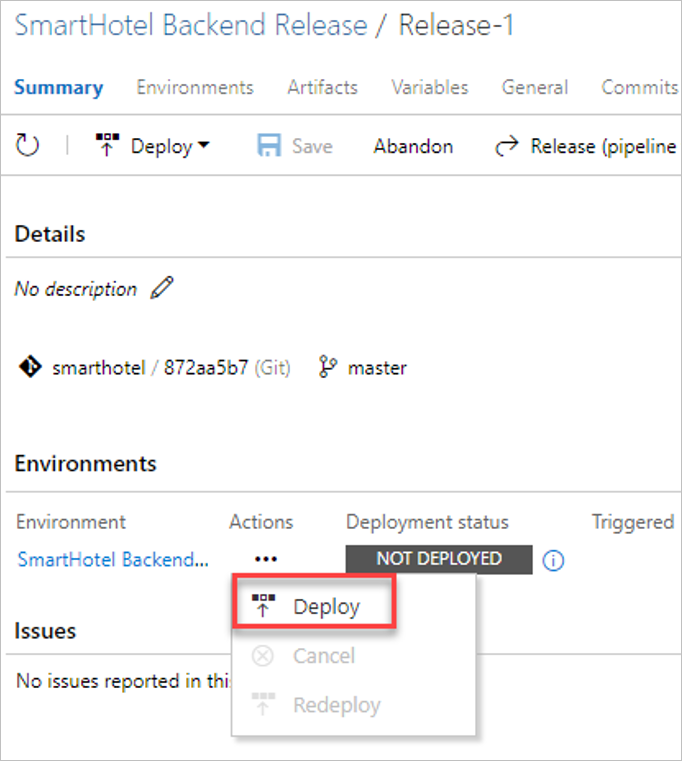 SmartHotel Backend Release / Release-1
Summary Environments Artifacts Variables General Commits
Deploy Save Abandon Release (pipeline
Details
No description
smarthotel / 872aa5b7 (Git) master
Environments
Environment Actions Deployment status Triggered
SmartHotel Backend... ••• NOT DEPLOYED
Deploy
Issues
Cancel
No issues reported in this
Redeploy